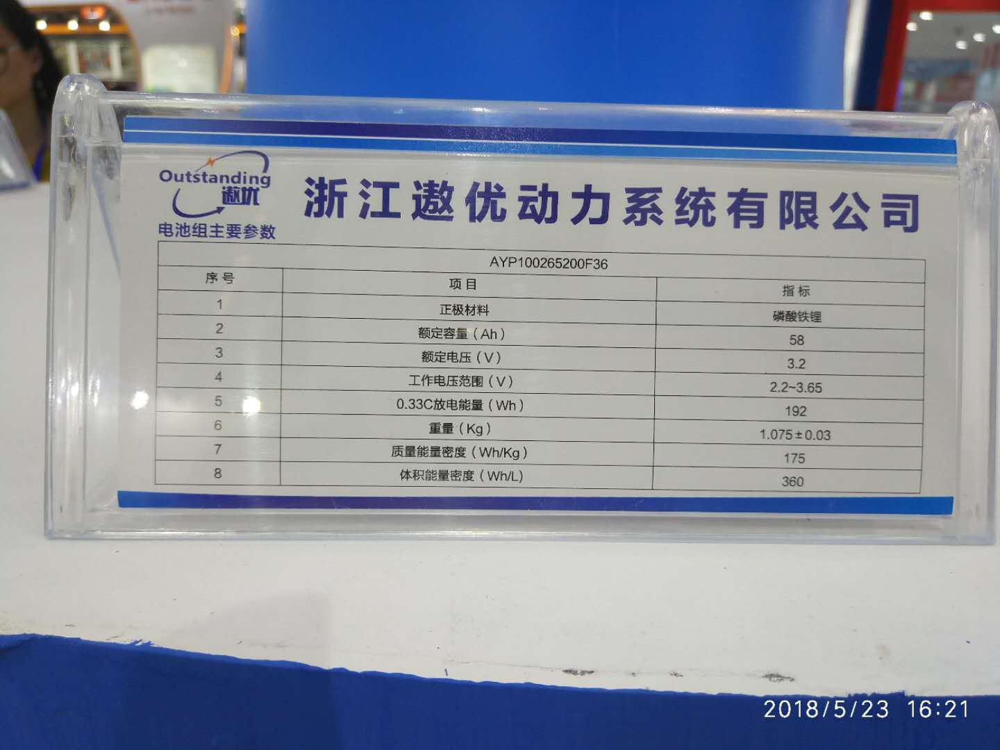 Outstanding
遨优
浙江遨优动力系统有限公司
电池组主要参数
AYP100265200F36
序号 项目 指标
1 正极材料 磷酸铁锂
2 额定容量（Ah） 58
3 额定电压（V） 3.2
4 工作电压范围（V） 2.2~3.65
5 0.33C放电能量（Wh） 192
6 重量（Kg） 1.075±0.03
7 质量能量密度（Wh/Kg） 175
8 体积能量密度（Wh/L） 360
2018/5/23 16:21